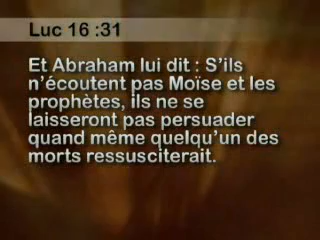 Luc 16 :31
Et Abraham lui dit : S’ils
n’écoutent pas Moïse et les
prophètes, ils ne se
laisseront pas persuader
quand même quelqu’un des
morts ressusciterait.